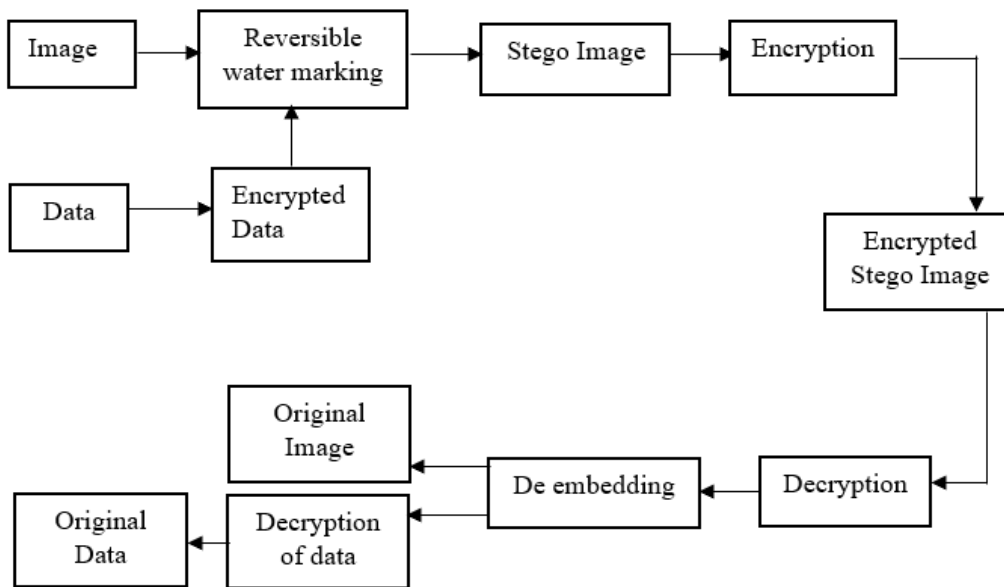 Image
Reversible
water marking
Stego Image
Encryption
Data
Encrypted
Data
Encrypted
Stego Image
Original
Image
De embedding
Decryption
Original
Data
Decryption
of data